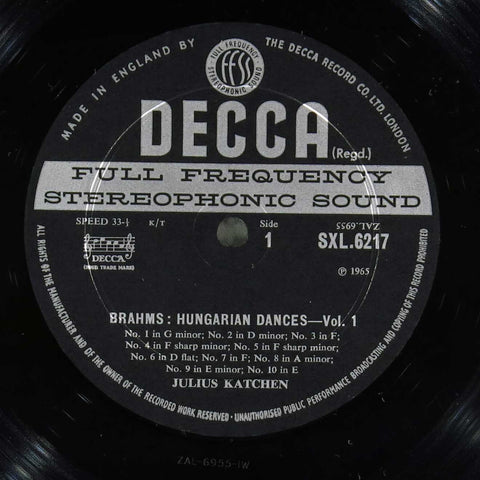 MADE IN ENGLAND BY
THE DECCA RECORD CO. LTD. LONDON.
FULL FREQUENCY
ffss
STEREOPHONIC SOUND
DECCA
(Regd.)
FULL FREQUENCY
STEREOPHONIC SOUND
SPEED 33-⅓ K/T
DECCA
Side
1
ZAL.6955
SXL.6217
℗ 1965
BRAHMS: HUNGARIAN DANCES—Vol. 1
No. 1 in G minor; No. 2 in D minor; No. 3 in F;
No. 4 in F sharp minor; No. 5 in F sharp minor;
No. 6 in D flat; No. 7 in F; No. 8 in A minor;
No. 9 in E minor; No. 10 in E
JULIUS KATCHEN
ALL RIGHTS OF THE MANUFACTURER AND OF THE OWNER OF THE RECORDED WORK RESERVED · UNAUTHORISED PUBLIC PERFORMANCE, BROADCASTING AND COPYING OF THIS RECORD PROHIBITED
ZAL-6955-1W